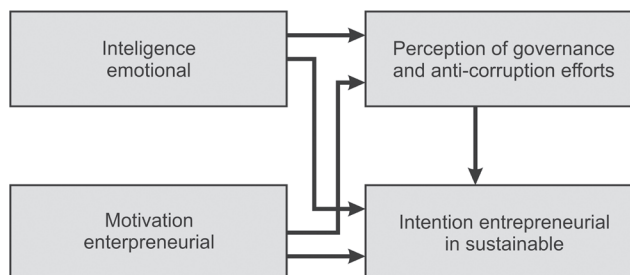 Inteligence
emotional
Perception of governance
and anti-corruption efforts
Motivation
enterpreneurial
Intention entrepreneurial
in sustainable